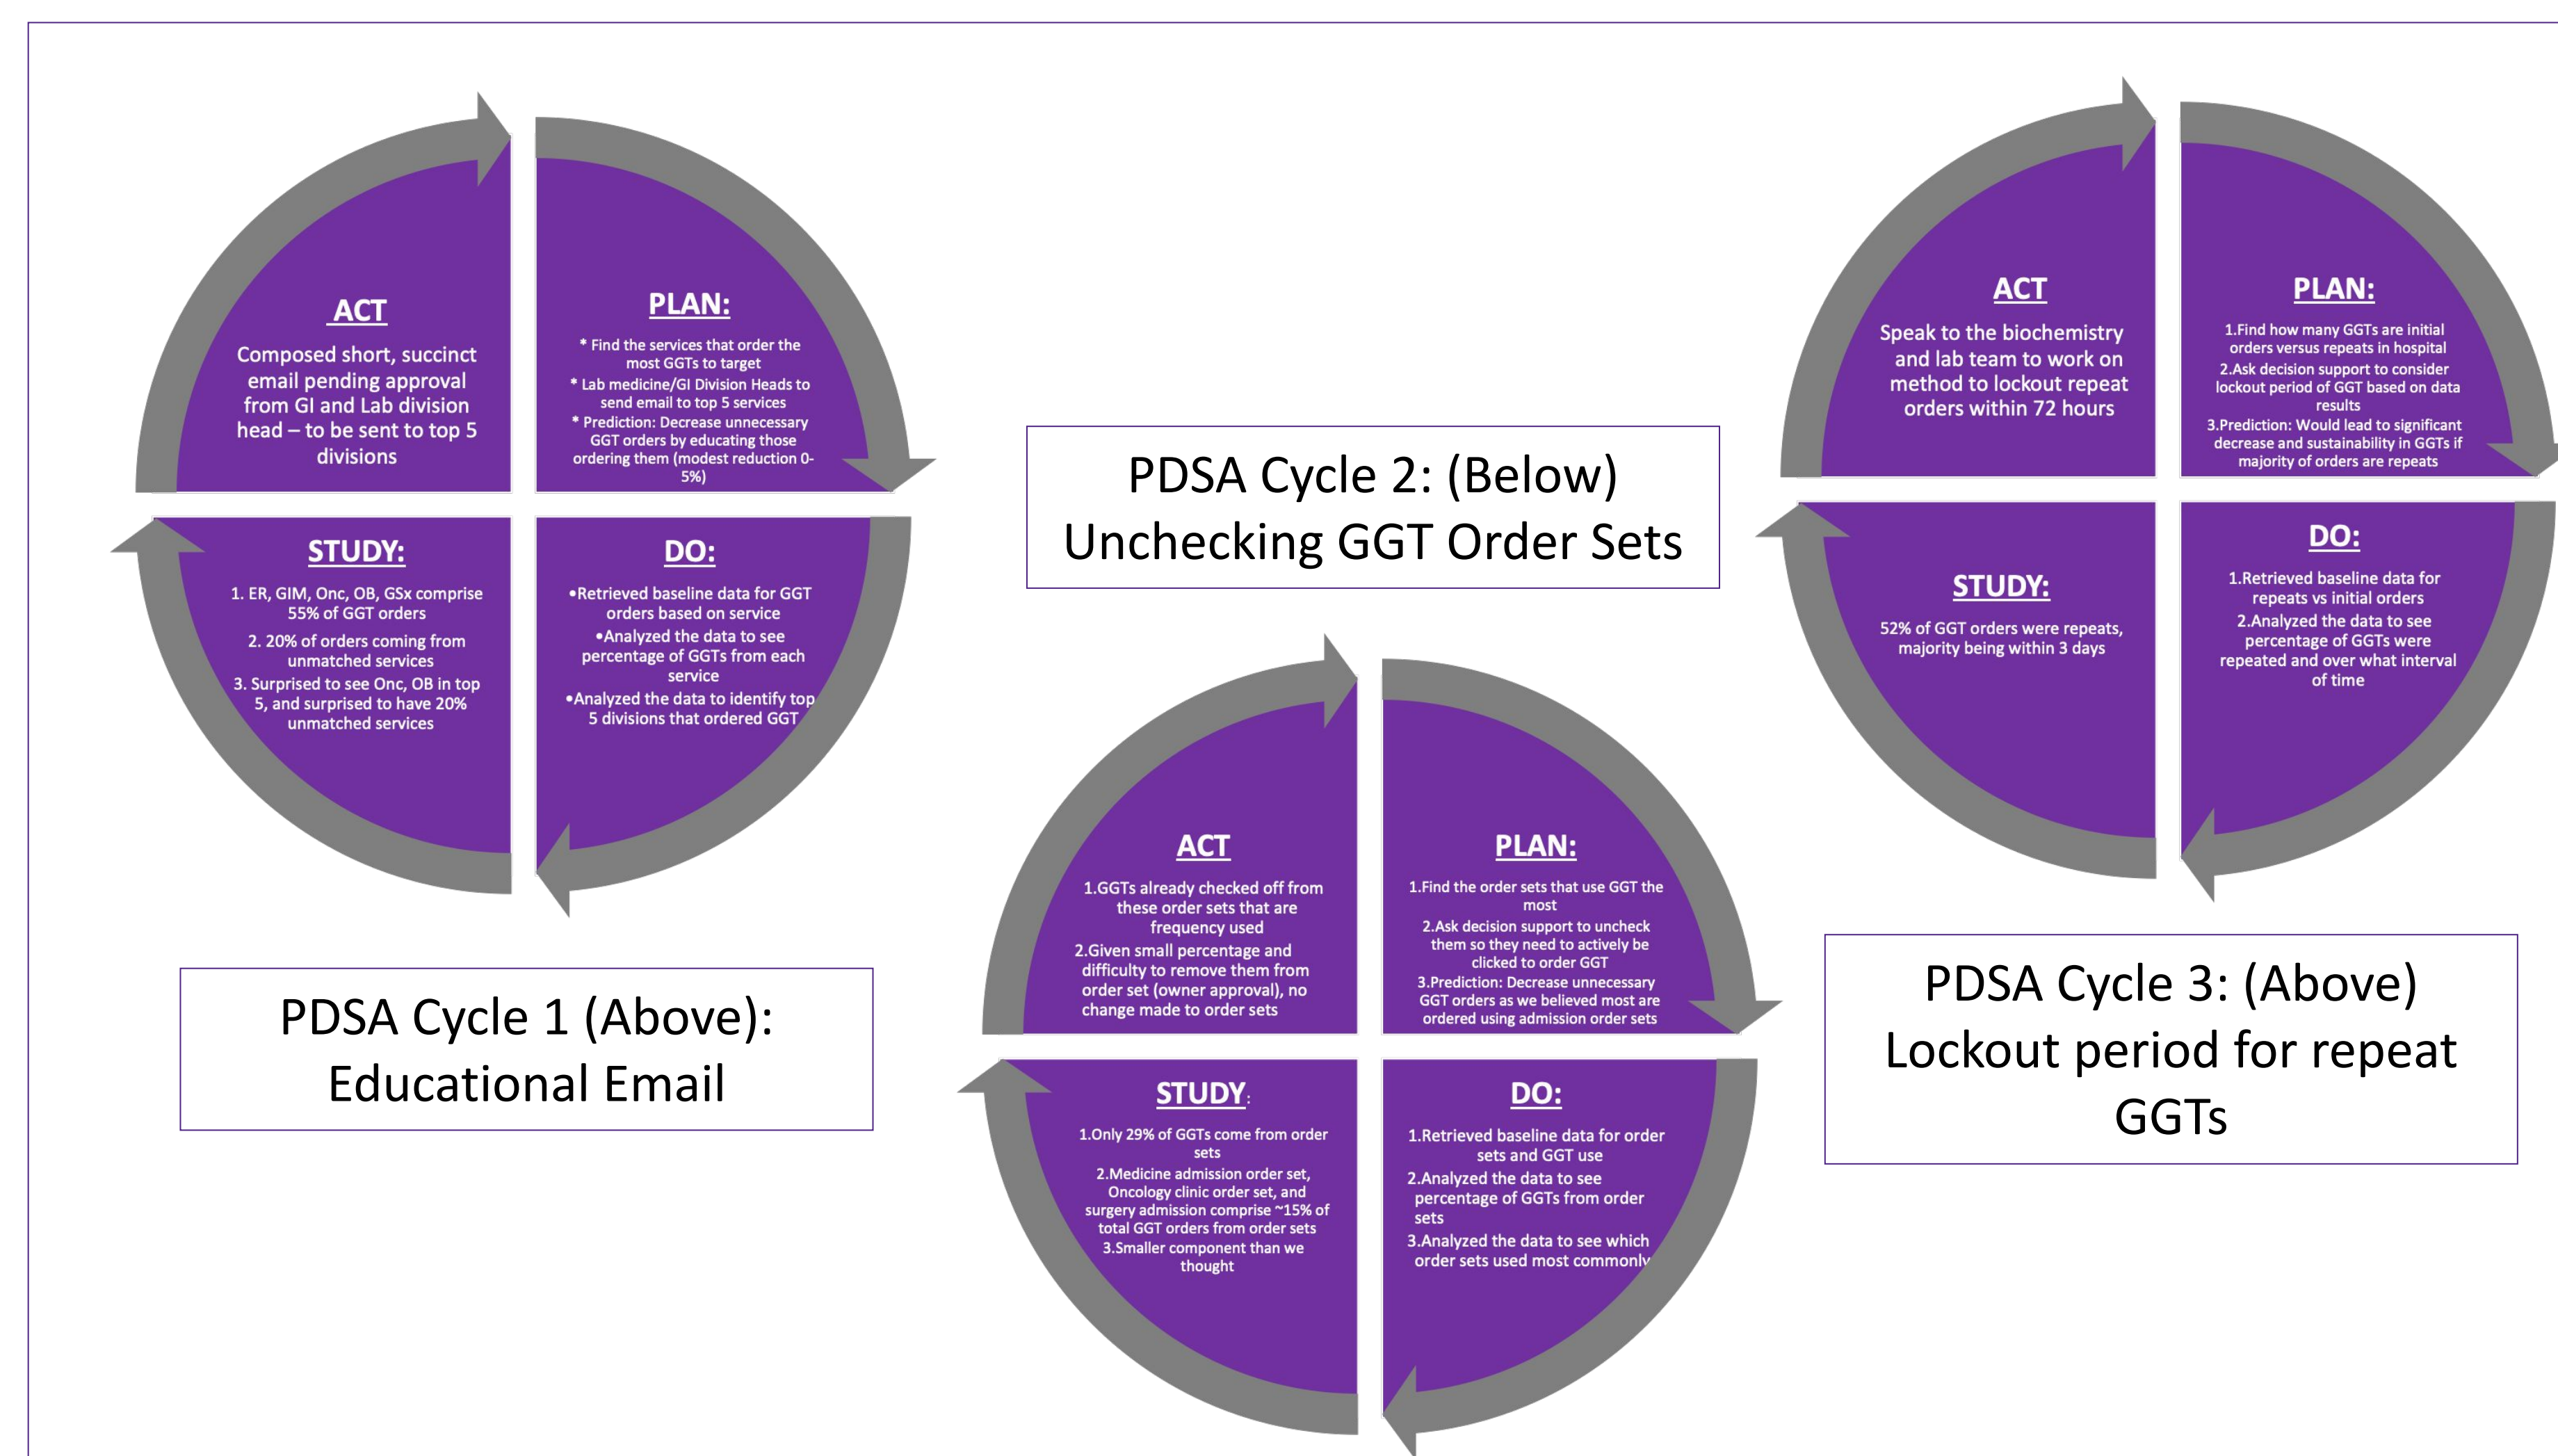 ACT
Composed short, succinct
email pending approval
from GI and Lab division
head – to be sent to top 5
divisions
PLAN:
* Find the services that order the
most GGTs to target
* Lab medicine/GI Division Heads to
send email to top 5 services
* Prediction: Decrease unnecessary
GGT orders by educating those
ordering them (modest reduction 0-
5%)
STUDY:
1. ER, GIM, Onc, OB, GSx comprise
55% of GGT orders
2. 20% of orders coming from
unmatched services
3. Surprised to see Onc, OB in top
5, and surprised to have 20%
unmatched services
DO:
•Retrieved baseline data for GGT
orders based on service
•Analyzed the data to see
percentage of GGTs from each
service
•Analyzed the data to identify top
5 divisions that ordered GGT
PDSA Cycle 1 (Above):
Educational Email
PDSA Cycle 2: (Below)
Unchecking GGT Order Sets
ACT
1.GGTs already checked off from
these order sets that are
frequency used
2.Given small percentage and
difficulty to remove them from
order set (owner approval), no
change made to order sets
PLAN:
1.Find the order sets that use GGT the
most
2.Ask decision support to uncheck
them so they need to actively be
clicked to order GGT
3.Prediction: Decrease unnecessary
GGT orders as we believed most are
ordered using admission order sets
STUDY:
1.Only 29% of GGTs come from order
sets
2.Medicine admission order set,
Oncology clinic order set, and
surgery admission comprise ~15% of
total GGT orders from order sets
3.Smaller component than we
thought
DO:
1.Retrieved baseline data for order
sets and GGT use
2.Analyzed the data to see
percentage of GGTs from order
sets
3.Analyzed the data to see which
order sets used most commonly
ACT
Speak to the biochemistry
and lab team to work on
method to lockout repeat
orders within 72 hours
PLAN:
1.Find how many GGTs are initial
orders versus repeats in hospital
2.Ask decision support to consider
lockout period of GGT based on data
results
3.Prediction: Would lead to significant
decrease and sustainability in GGTs if
majority of orders are repeats
STUDY:
52% of GGT orders were repeats,
majority being within 3 days
DO:
1.Retrieved baseline data for
repeats vs initial orders
2.Analyzed the data to see
percentage of GGTs were
repeated and over what interval
of time
PDSA Cycle 3: (Above)
Lockout period for repeat
GGTs